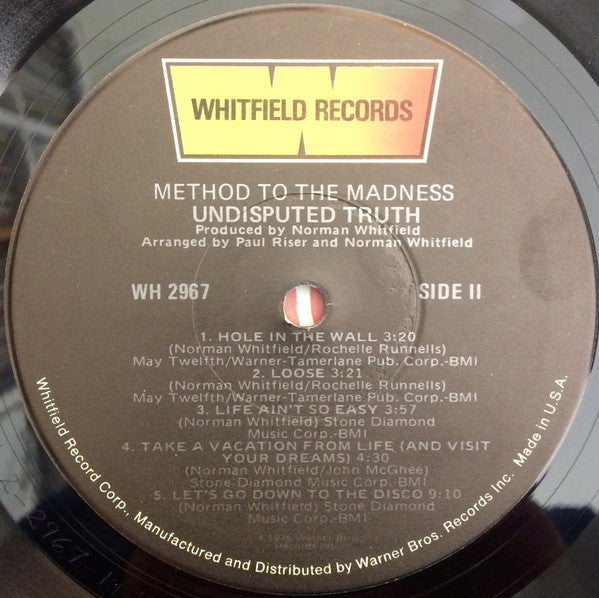 WHITFIELD RECORDS
METHOD TO THE MADNESS
UNDISPUTED TRUTH
Produced by Norman Whitfield
Arranged by Paul Riser and Norman Whitfield
WH 2967 SIDE II
1. HOLE IN THE WALL 3:20
(Norman Whitfield/Rochelle Runnells)
May Twelfth/Warner-Tamerlane Pub. Corp.-BMI
2. LOOSE 3:21
(Norman Whitfield/Rochelle Runnells)
May Twelfth/Warner-Tamerlane Pub. Corp.-BMI
3. LIFE AIN'T SO EASY 3:57
(Norman Whitfield) Stone Diamond
Music Corp.-BMI
4. TAKE A VACATION FROM LIFE (AND VISIT
YOUR DREAMS) 4:30
(Norman Whitfield/John McGhee)
Stone Diamond Music Corp.-BMI
5. LET'S GO DOWN TO THE DISCO 9:10
(Norman Whitfield) Stone Diamond
Music Corp.-BMI
℗ 1976 Warner Bros.
Records Inc.
Whitfield Record Corp., Manufactured and Distributed by Warner Bros. Records Inc. Made in U.S.A.
2967